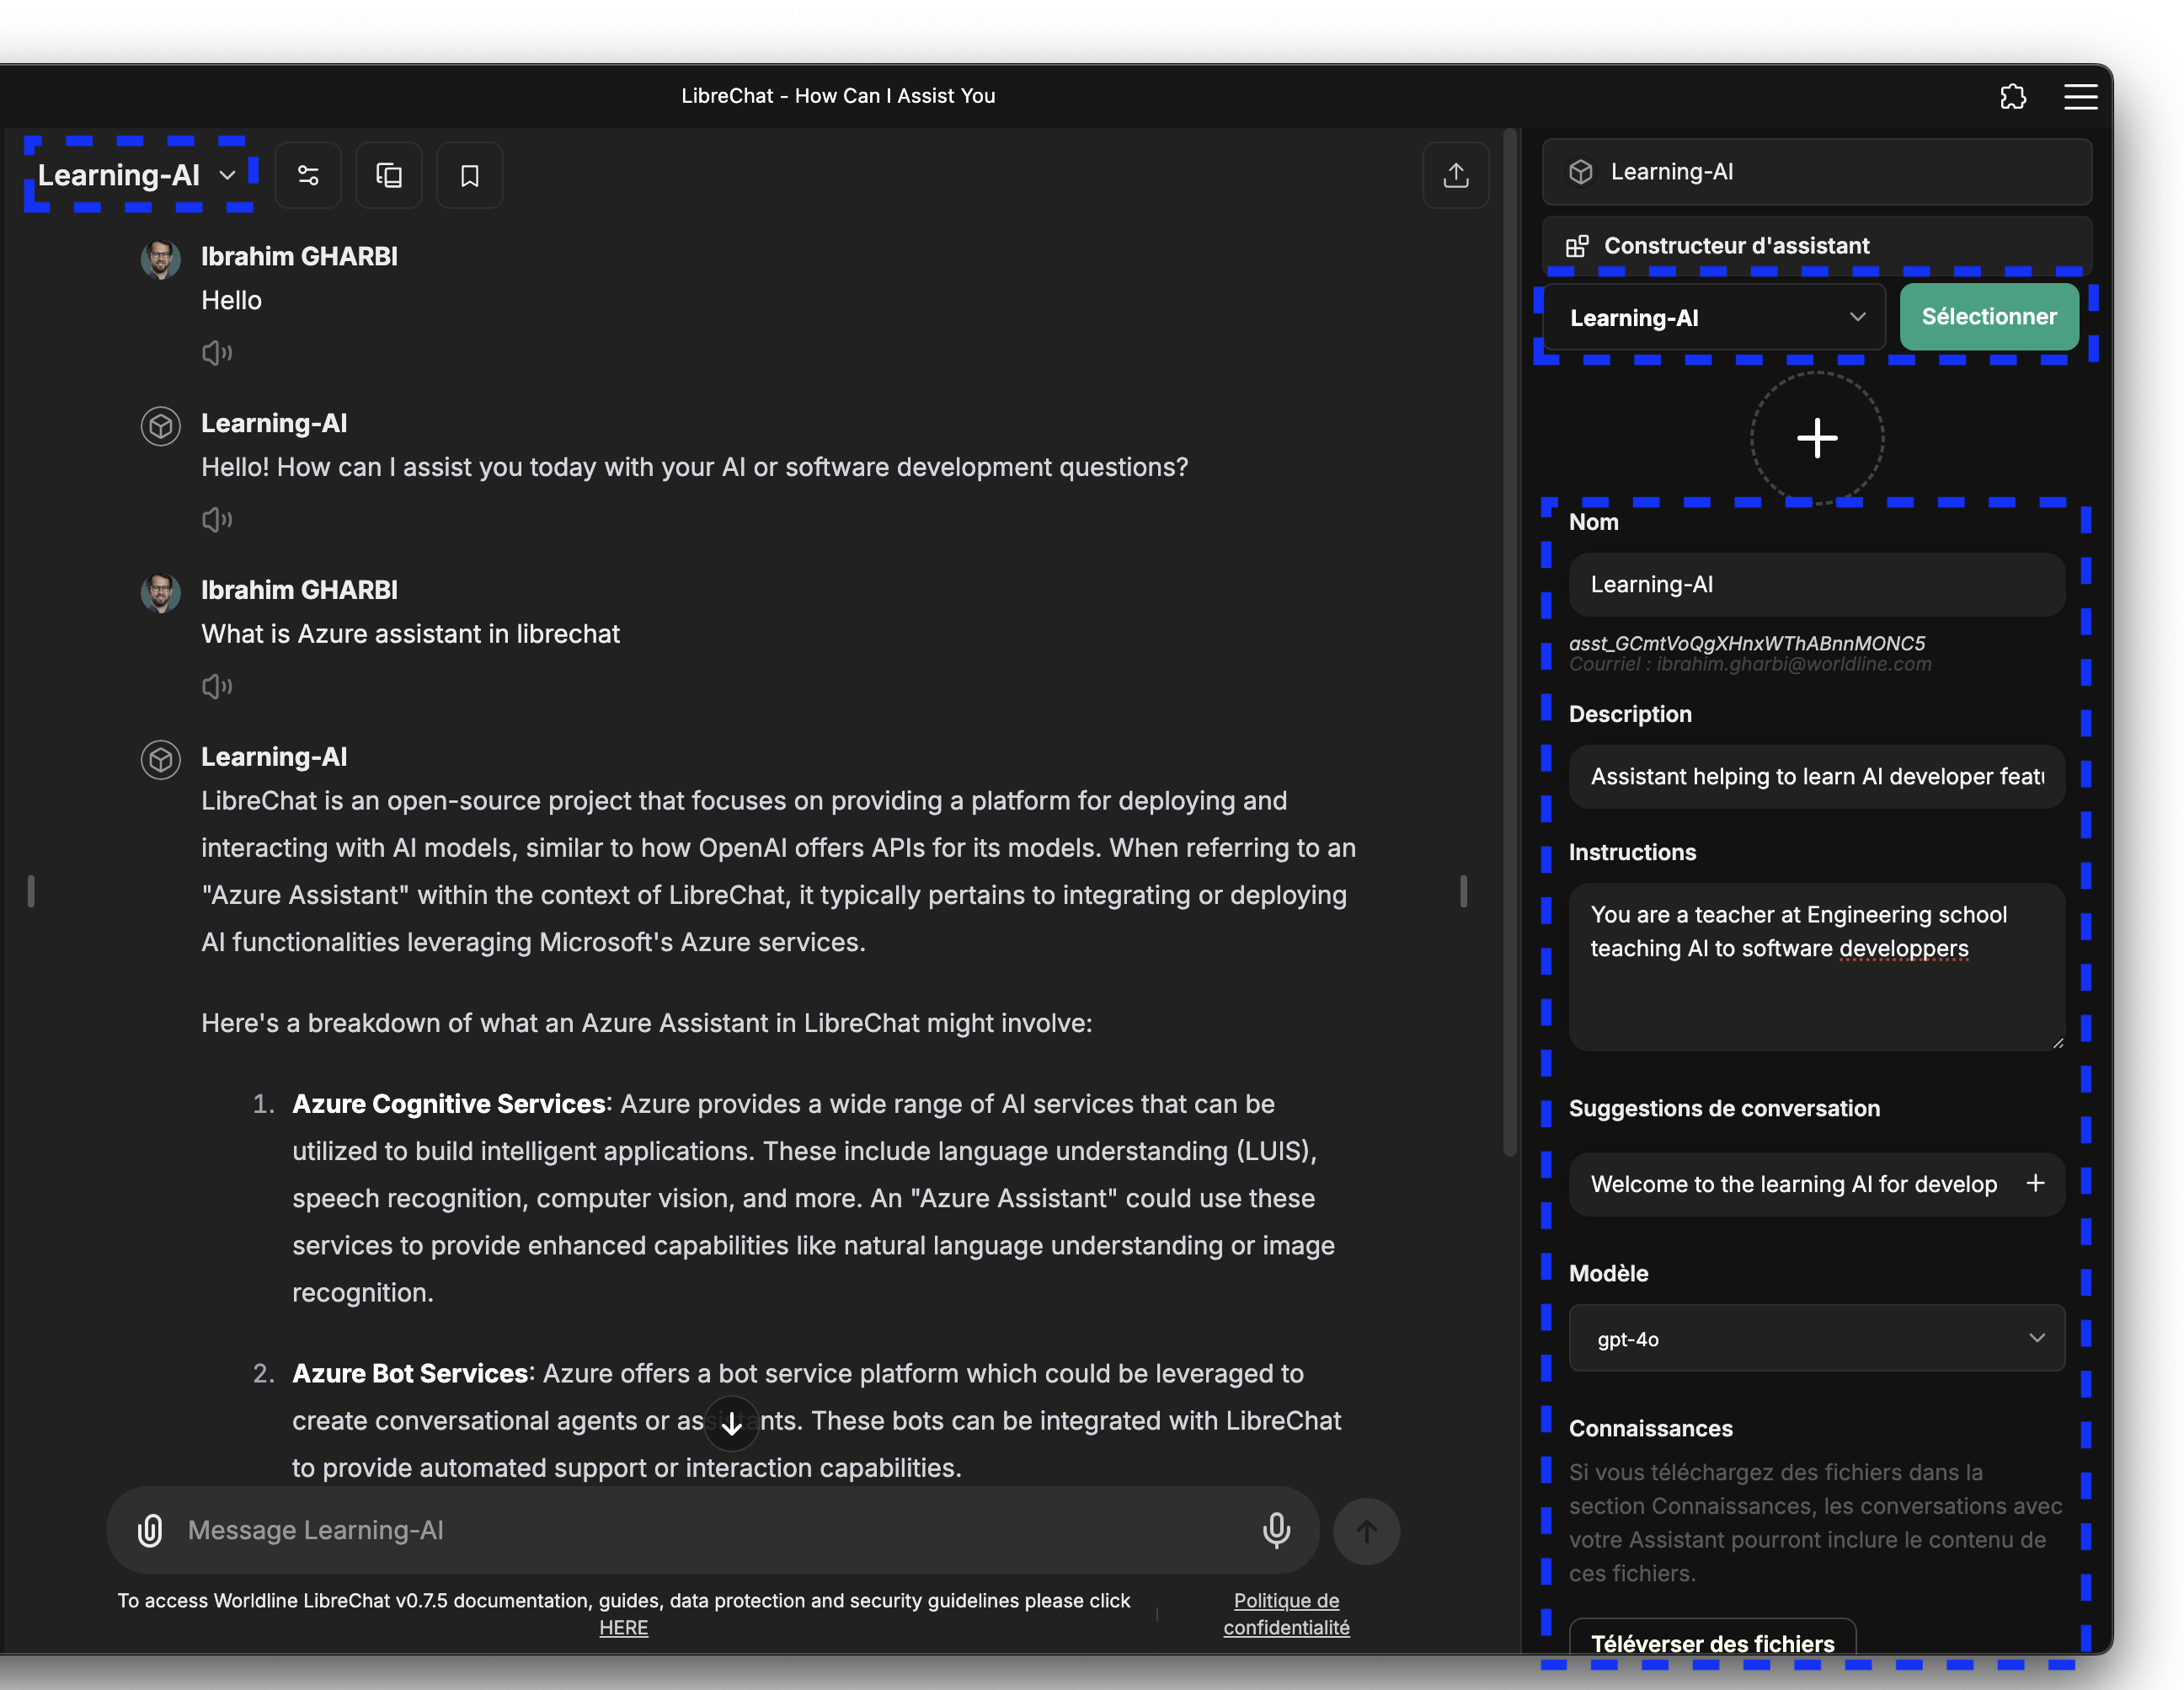 LibreChat - How Can I Assist You
Learning-AI
Ibrahim GHARBI
Hello
Learning-AI
Hello! How can I assist you today with your AI or software development questions?
Ibrahim GHARBI
What is Azure assistant in librechat
Learning-AI
LibreChat is an open-source project that focuses on providing a platform for deploying and
interacting with AI models, similar to how OpenAI offers APIs for its models. When referring to an
"Azure Assistant" within the context of LibreChat, it typically pertains to integrating or deploying
AI functionalities leveraging Microsoft's Azure services.
Here's a breakdown of what an Azure Assistant in LibreChat might involve:
1. Azure Cognitive Services: Azure provides a wide range of AI services that can be
utilized to build intelligent applications. These include language understanding (LUIS),
speech recognition, computer vision, and more. An "Azure Assistant" could use these
services to provide enhanced capabilities like natural language understanding or image
recognition.
2. Azure Bot Services: Azure offers a bot service platform which could be leveraged to
create conversational agents or assistants. These bots can be integrated with LibreChat
to provide automated support or interaction capabilities.
Message Learning-AI
To access Worldline LibreChat v0.7.5 documentation, guides, data protection and security guidelines please click
HERE
Politique de
confidentialité
Learning-AI
Constructeur d'assistant
Learning-AI
Sélectionner
Nom
Learning-AI
asst_GCmtVoQgXHnxWThABnnMONC5
Courriel : ibrahim.gharbi@worldline.com
Description
Assistant helping to learn AI developer featu
Instructions
You are a teacher at Engineering school
teaching AI to software developpers
Suggestions de conversation
Welcome to the learning AI for develop
Modèle
gpt-4o
Connaissances
Si vous téléchargez des fichiers dans la
section Connaissances, les conversations avec
votre Assistant pourront inclure le contenu de
ces fichiers.
Téléverser des fichiers